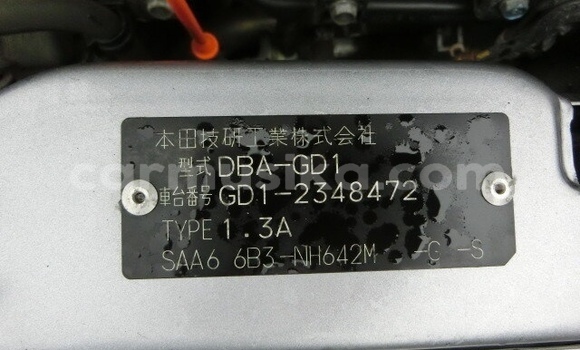 本田技研工業株式会社
型式 DBA-GD1
車台番号 GD1-2348472
TYPE 1.3A
SAA6 6B3-NH642M -C -S